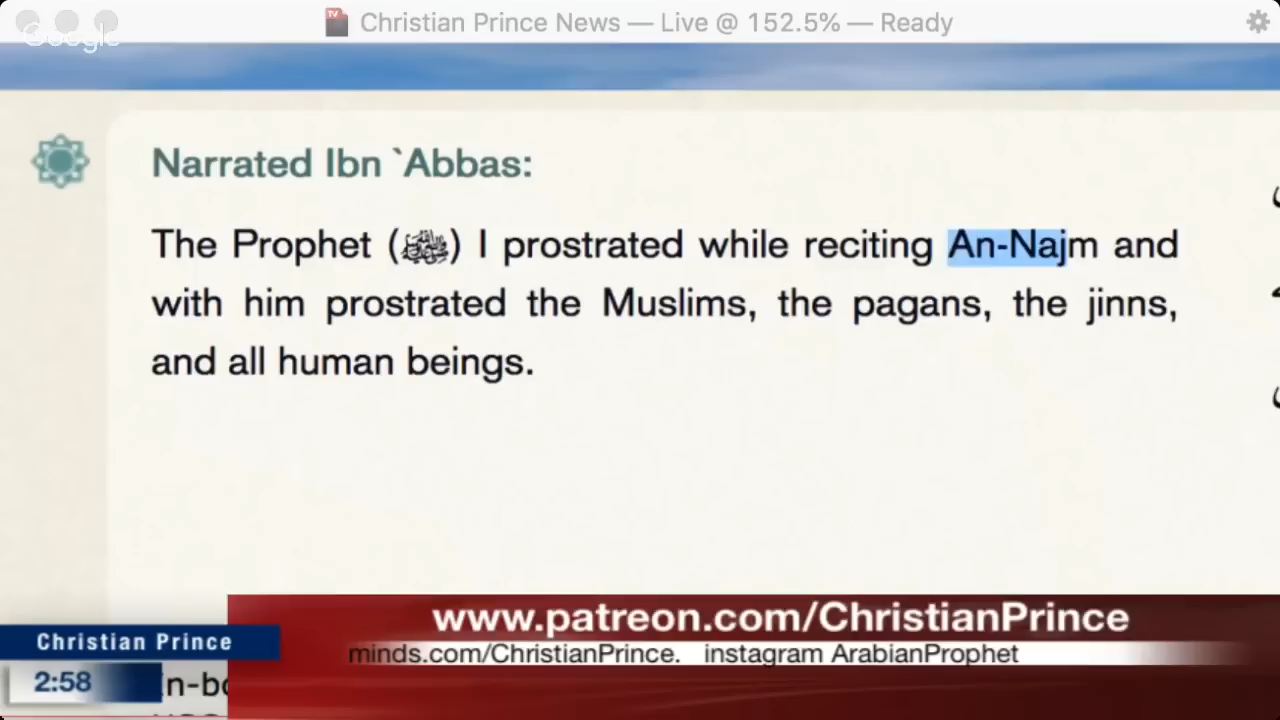 Christian Prince News — Live @ 152.5% — Ready
Google
Narrated Ibn `Abbas:
The Prophet (ﷺ) I prostrated while reciting An-Najm and
with him prostrated the Muslims, the pagans, the jinns,
and all human beings.
www.patreon.com/ChristianPrince
Christian Prince
minds.com/ChristianPrince. instagram ArabianProphet
2:58